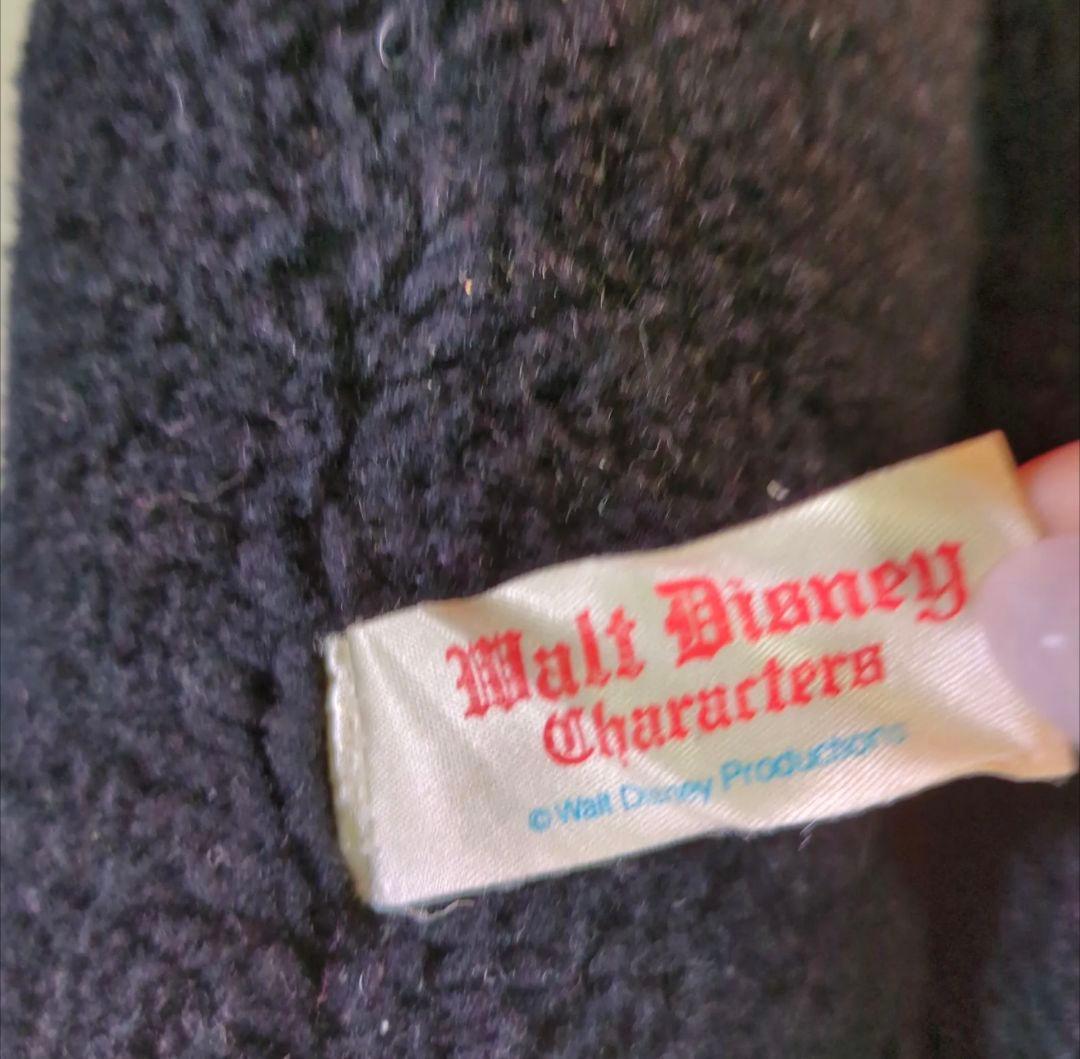 Walt Disney
Characters
© Walt Disney Productions